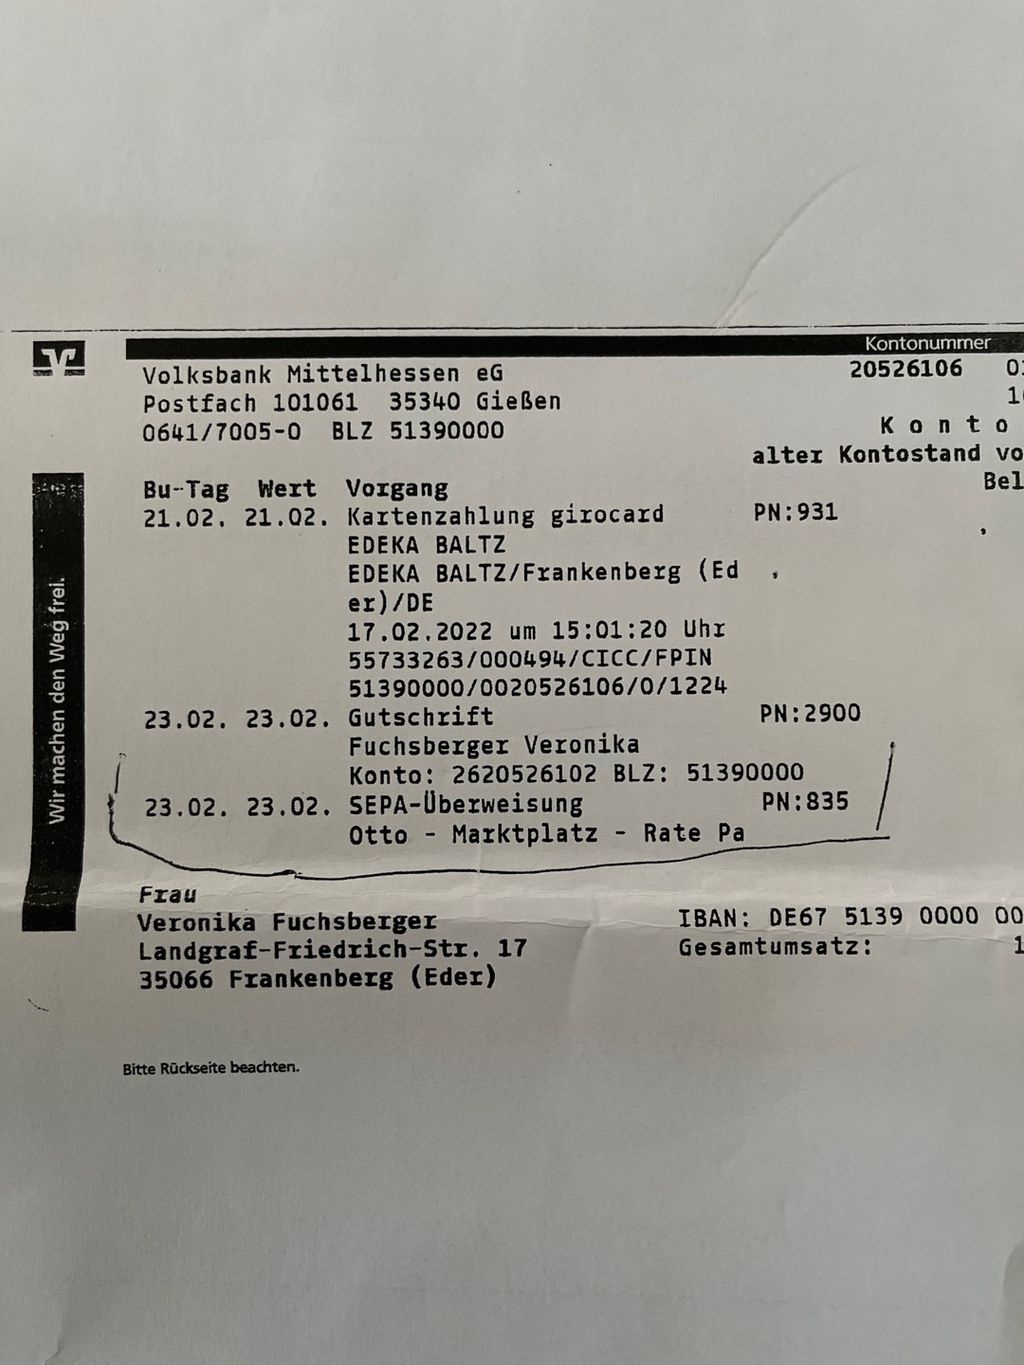 Kontonummer
Volksbank Mittelhessen eG 20526106
Postfach 101061 35340 Gießen
0641/7005-0 BLZ 51390000 K o n t o
alter Kontostand vo
Bel
Bu-Tag Wert Vorgang
21.02. 21.02. Kartenzahlung girocard PN:931
EDEKA BALTZ
EDEKA BALTZ/Frankenberg (Ed
er)/DE
17.02.2022 um 15:01:20 Uhr
55733263/000494/CICC/FPIN
51390000/0020526106/0/1224
23.02. 23.02. Gutschrift PN:2900
Fuchsberger Veronika
Konto: 2620526102 BLZ: 51390000
23.02. 23.02. SEPA-Überweisung PN:835
Otto - Marktplatz - Rate Pa
Wir machen den Weg frei.
Frau
Veronika Fuchsberger IBAN: DE67 5139 0000 00
Landgraf-Friedrich-Str. 17 Gesamtumsatz: 1
35066 Frankenberg (Eder)
Bitte Rückseite beachten.